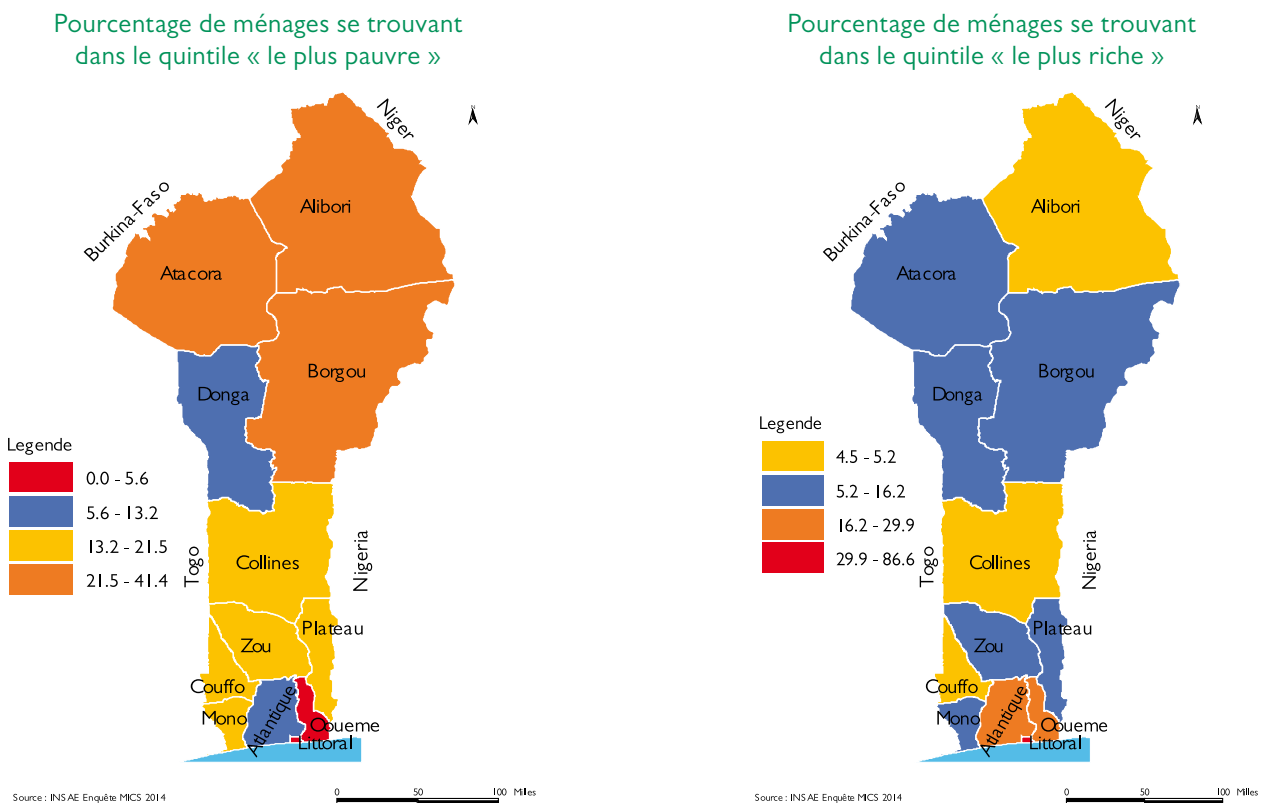 Pourcentage de ménages se trouvant
dans le quintile « le plus pauvre »
N
Niger
Burkina-Faso
Alibori
Atacora
Borgou
Donga
Legende
0.0 - 5.6
5.6 - 13.2
13.2 - 21.5
21.5 - 41.4
Togo
Nigeria
Collines
Plateau
Zou
Couffo
Mono
Atlantique
Oueme
Littoral
Source : INSAE Enquête MICS 2014
0 50 100 Milles
Pourcentage de ménages se trouvant
dans le quintile « le plus riche »
N
Niger
Burkina-Faso
Alibori
Atacora
Borgou
Donga
Legende
4.5 - 5.2
5.2 - 16.2
16.2 - 29.9
29.9 - 86.6
Togo
Nigeria
Collines
Plateau
Zou
Couffo
Mono
Atlantique
Oueme
Littoral
Source : INSAE Enquête MICS 2014
0 50 100 Milles